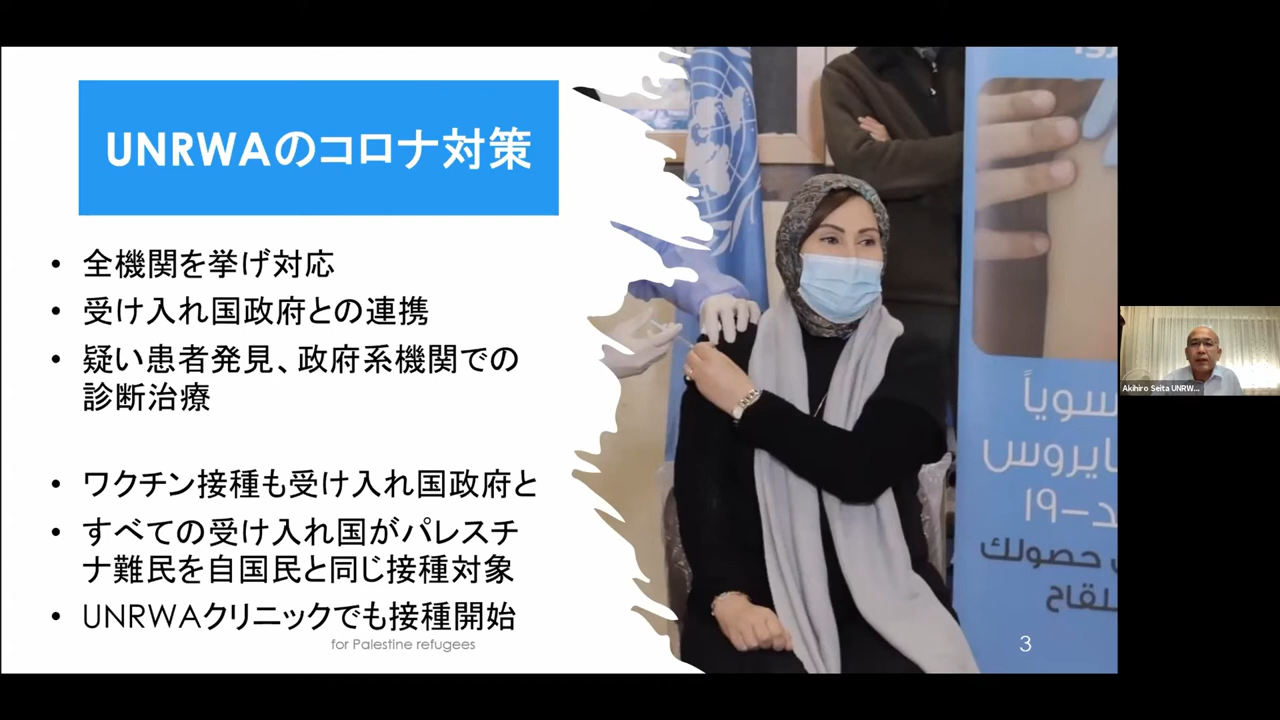 UNRWAのコロナ対策
• 全機関を挙げ対応
• 受け入れ国政府との連携
• 疑い患者発見、政府系機関での
診断治療
• ワクチン接種も受け入れ国政府と
• すべての受け入れ国がパレスチ
ナ難民を自国民と同じ接種対象
• UNRWAクリニックでも接種開始
for Palestine refugees
3
سوياً
ايروس
د-١٩
حصولك
لقاح
Akihiro Seita UNRW...